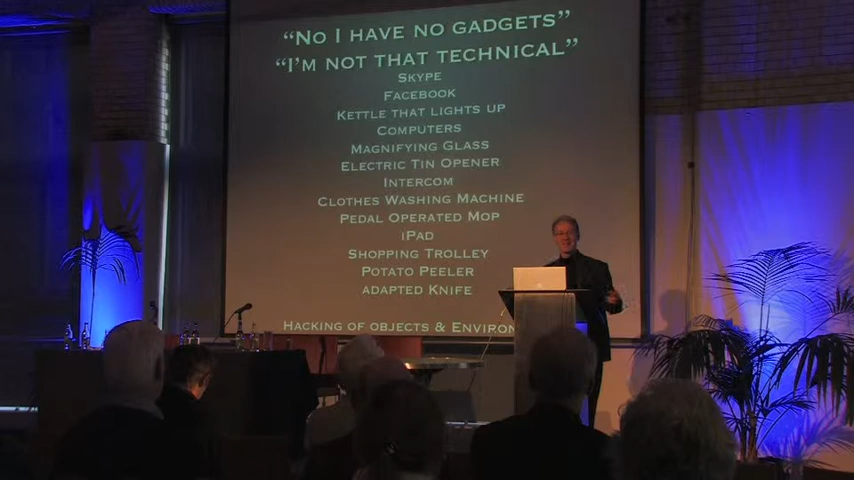 “No I have no gadgets”
“I’m not that technical”
Skype
Facebook
Kettle that lights up
Computers
Magnifying Glass
Electric Tin Opener
Intercom
Clothes Washing Machine
Pedal Operated Mop
iPad
Shopping Trolley
Potato Peeler
adapted Knife
Hacking of objects &